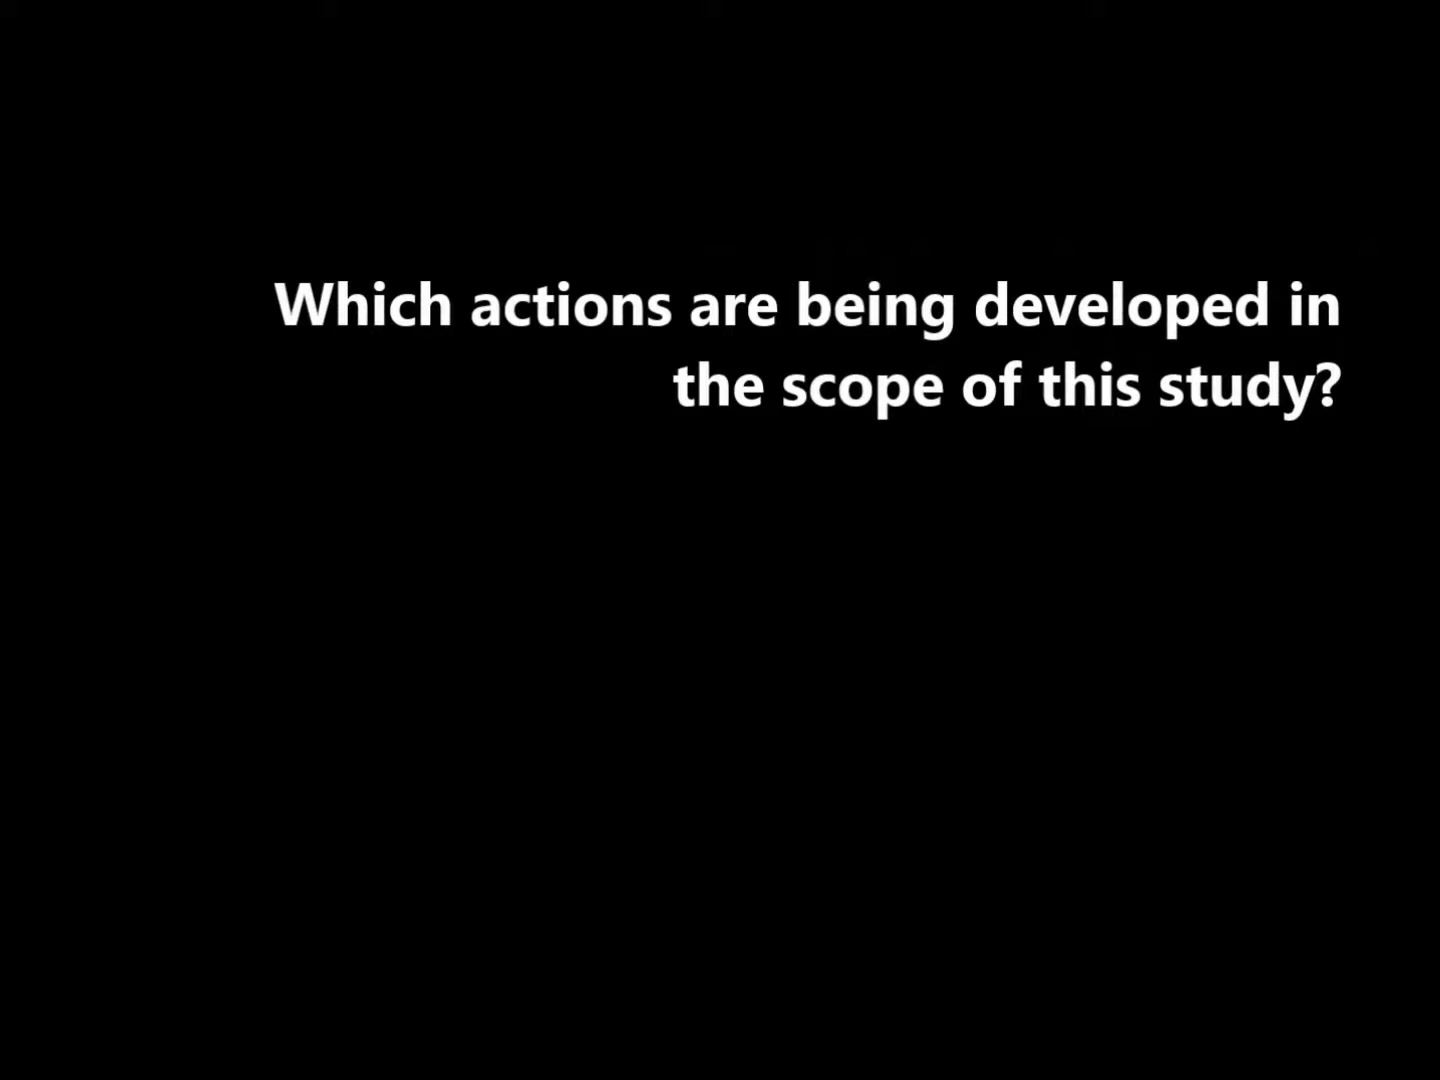 Which actions are being developed in
the scope of this study?